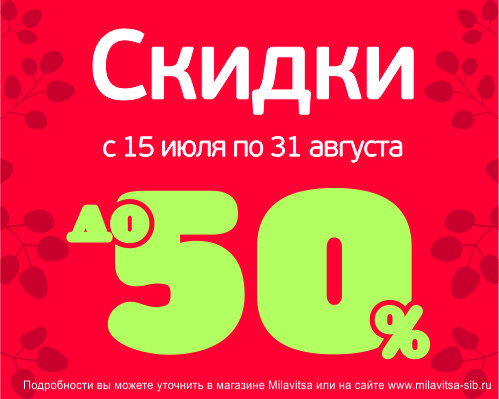 Скидки
с 15 июля по 31 августа
до 50%
Подробности вы можете уточнить в магазине Milavitsa или на сайте www.milavitsa-sib.ru